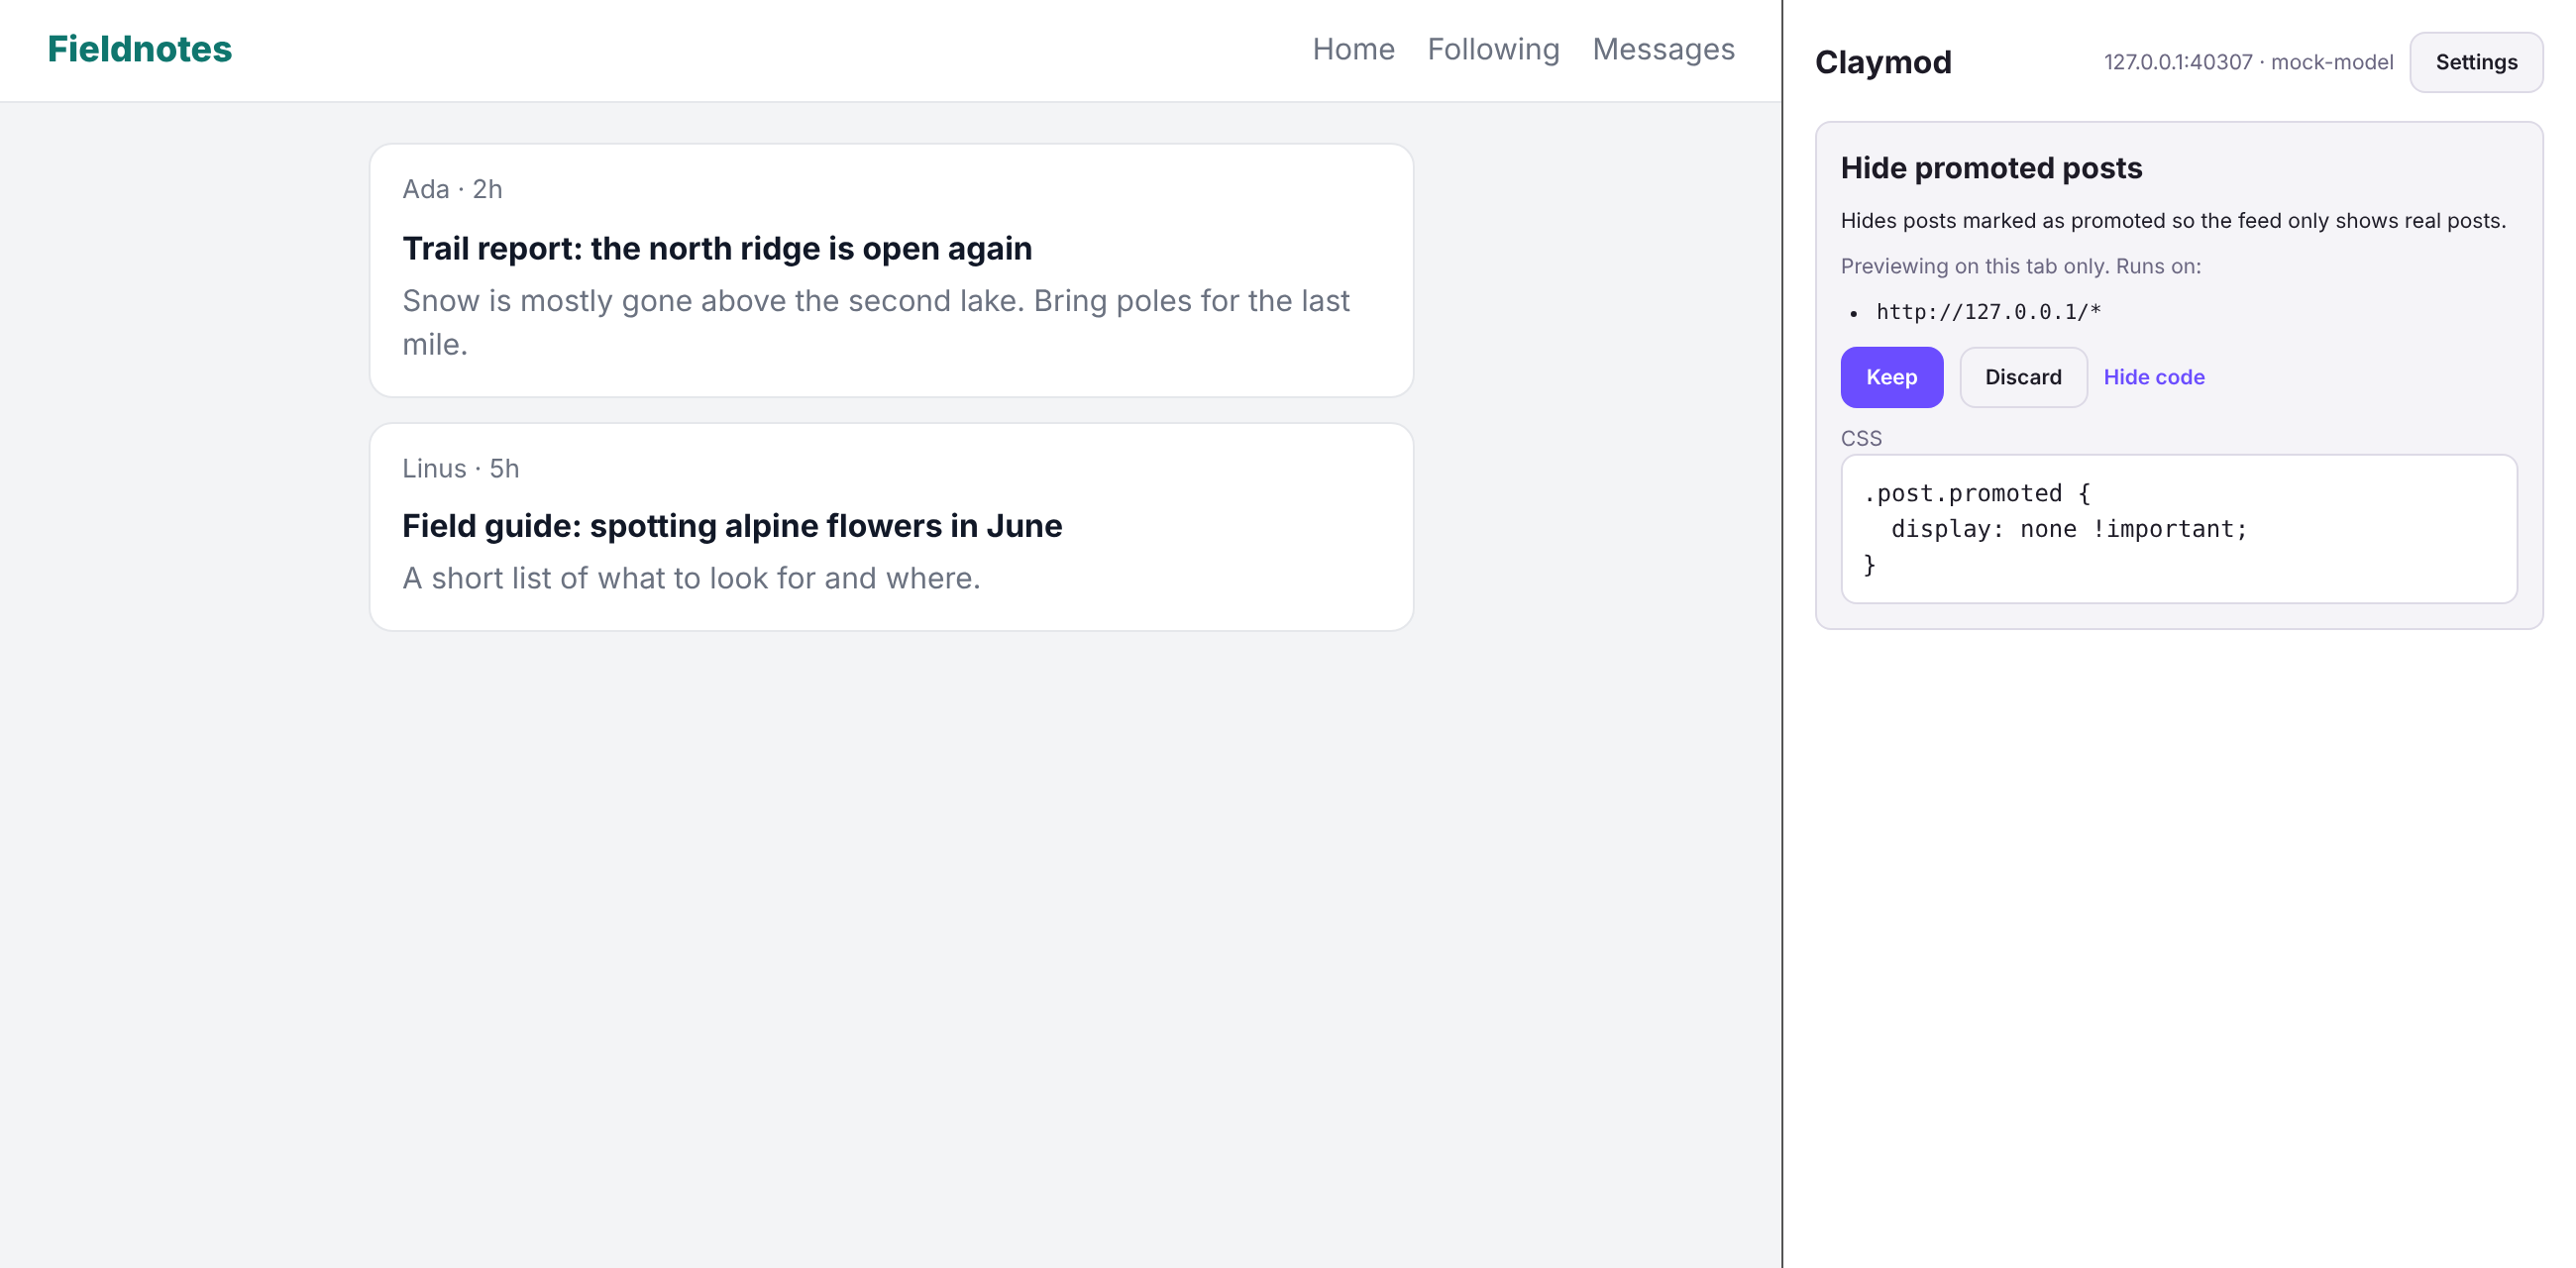 Fieldnotes
Home Following Messages
Ada · 2h
Trail report: the north ridge is open again
Snow is mostly gone above the second lake. Bring poles for the last
mile.
Linus · 5h
Field guide: spotting alpine flowers in June
A short list of what to look for and where.
Claymod
127.0.0.1:40307 · mock-model
Settings
Hide promoted posts
Hides posts marked as promoted so the feed only shows real posts.
Previewing on this tab only. Runs on:
• http://127.0.0.1/*
Keep Discard Hide code
CSS
.post.promoted {
  display: none !important;
}